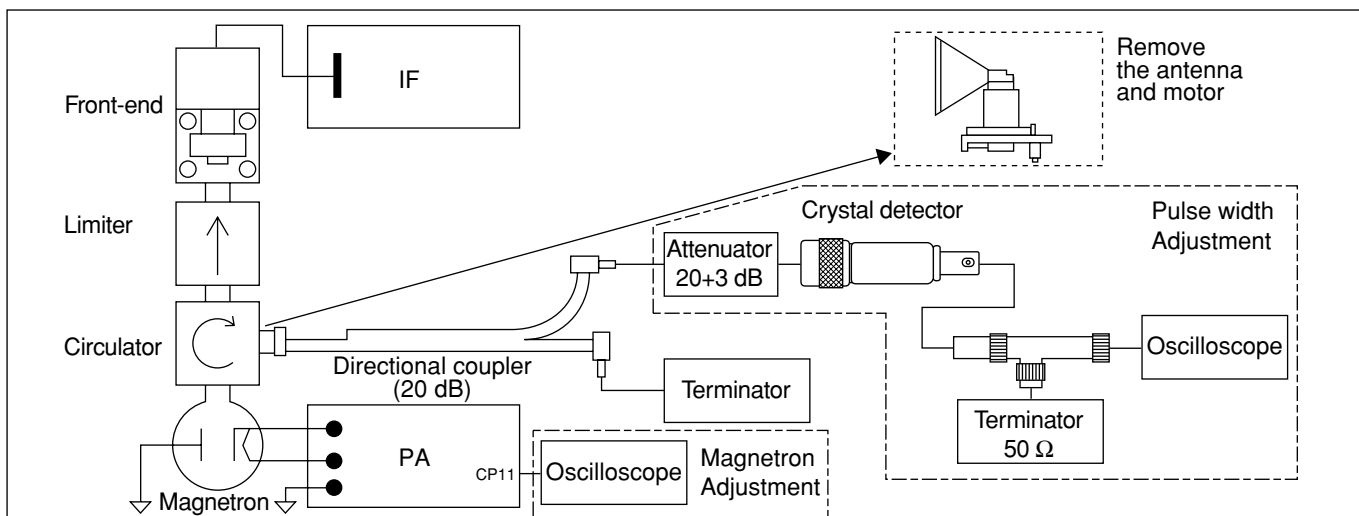 IF
Remove
the antenna
and motor
Front-end
Limiter
Crystal detector
Pulse width
Adjustment
Attenuator
20+3 dB
Circulator
Directional coupler
(20 dB)
Oscilloscope
Terminator
Terminator
50 Ω
PA
CP11
Oscilloscope
Magnetron
Adjustment
Magnetron